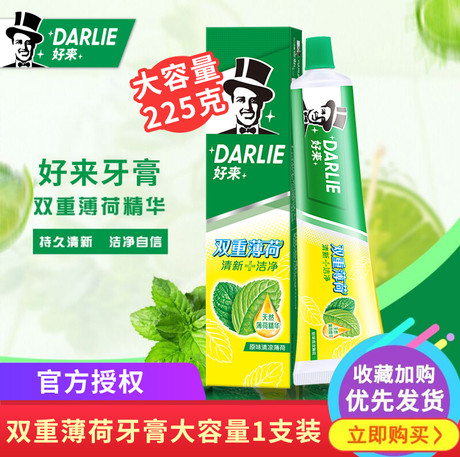 DARLIE
好来
大容量
225克
好来牙膏
双重薄荷精华
持久清新 洁净自信
DARLIE
好来
双重薄荷
清新+洁净
天然
薄荷精华
原味清凉薄荷
DARLIE
好来
双重薄荷
清新+洁净
官方授权
收藏加购
优先发货
立即购买>
双重薄荷牙膏大容量1支装